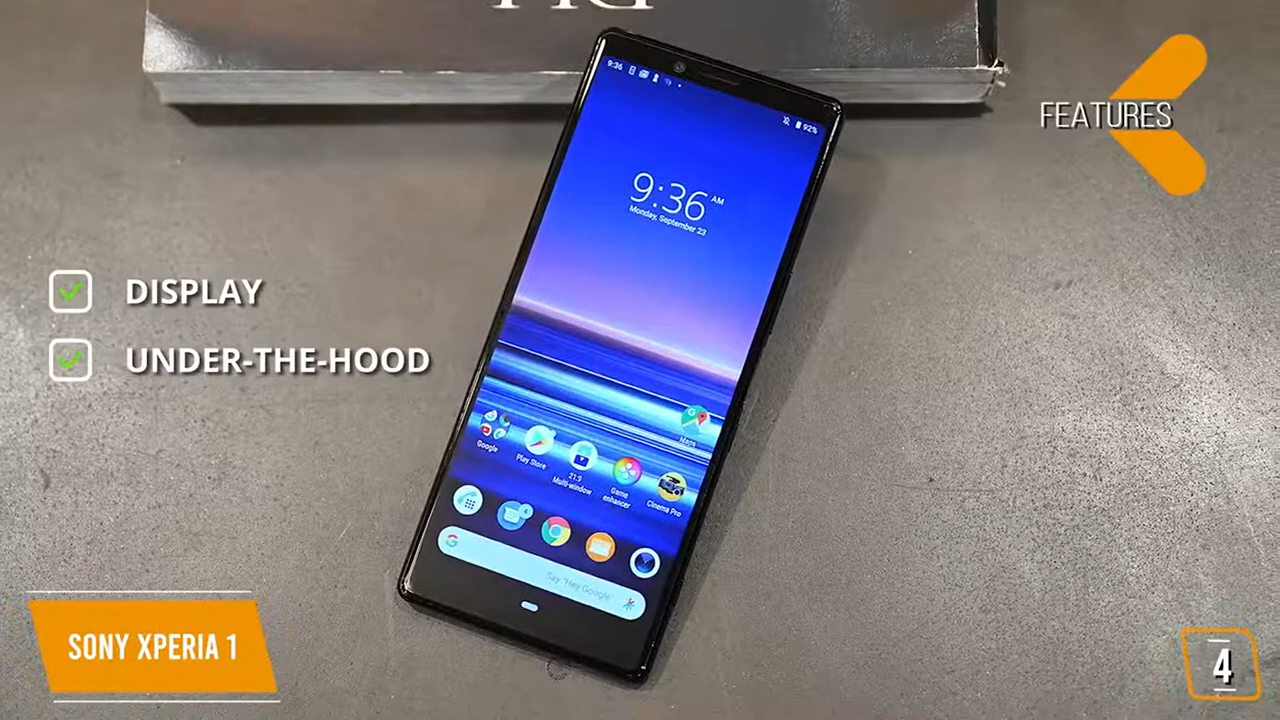 FEATURES
9:36
92%
9:36 AM
Monday, September 23
DISPLAY
UNDER-THE-HOOD
Maps
Google
Play Store
21:9
Multi-window
Game
enhancer
Cinema Pro
4
G
Say "Hey Google"
SONY XPERIA 1
4